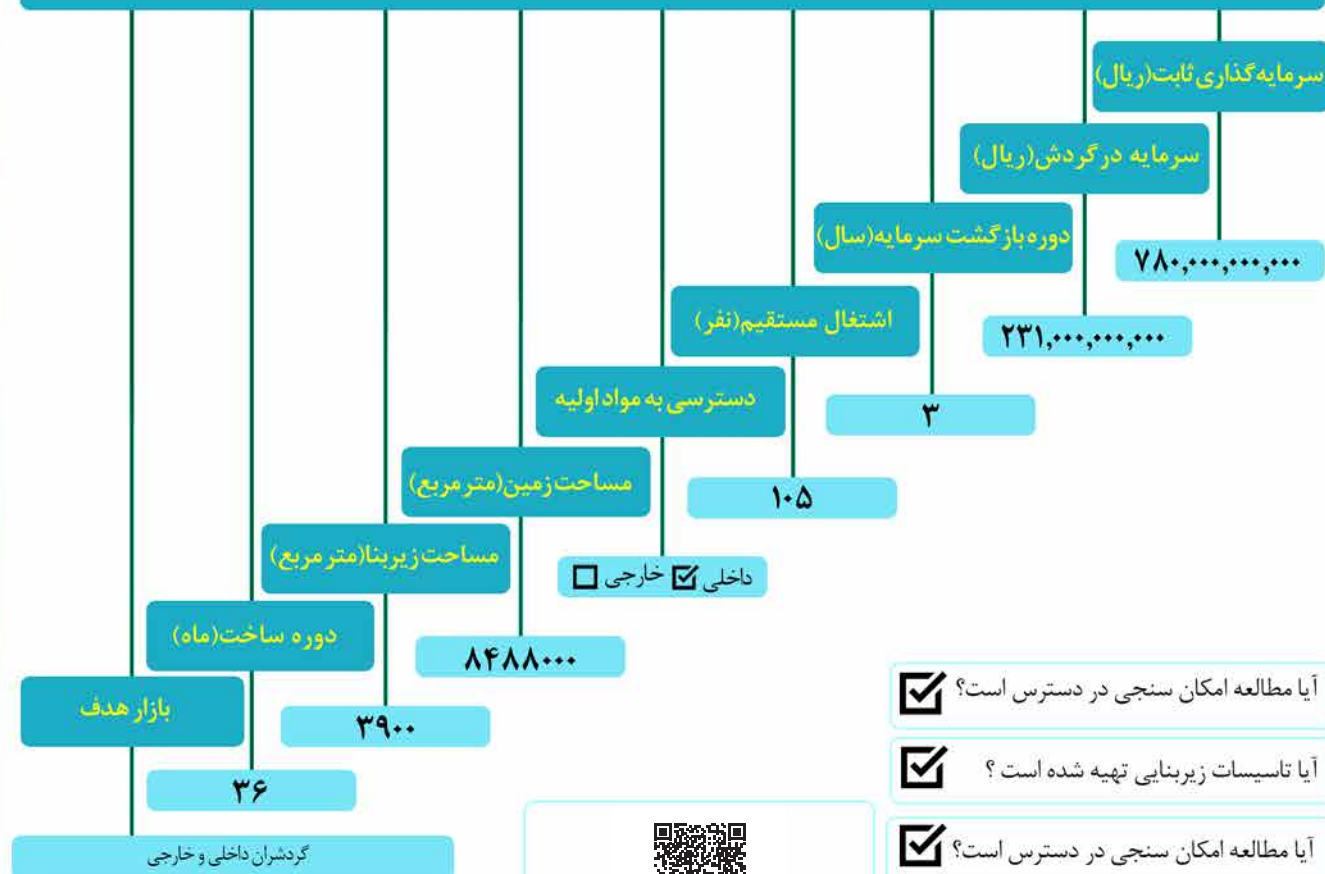 سرمایه‌گذاری ثابت(ریال)
۷۸۰,۰۰۰,۰۰۰,۰۰۰
سرمایه در گردش(ریال)
۲۳۱,۰۰۰,۰۰۰,۰۰۰
دوره بازگشت سرمایه(سال)
۳
اشتغال مستقیم(نفر)
۱۰۵
دسترسی به مواد اولیه
داخلی ☑ خارجی ☐
مساحت زمین(متر مربع)
۸۴۸۸۰۰۰
مساحت زیربنا(متر مربع)
۳۹۰۰
دوره ساخت(ماه)
۳۶
بازار هدف
گردشران داخلی و خارجی
آیا مطالعه امکان سنجی در دسترس است؟ ☑
آیا تاسیسات زیربنایی تهیه شده است ؟ ☑
آیا مطالعه امکان سنجی در دسترس است؟ ☑